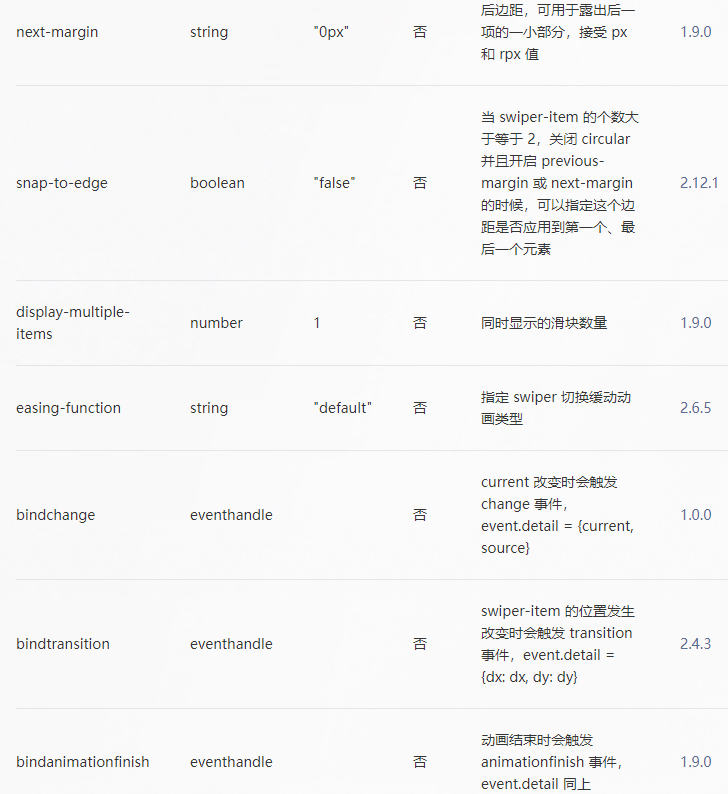 后边距，可用于露出后一
next-margin string "0px" 否 项的一小部分，接受 px 1.9.0
和 rpx 值
当 swiper-item 的个数大
于等于 2，关闭 circular
并且开启 previous-
snap-to-edge boolean "false" 否 margin 或 next-margin 2.12.1
的时候，可以指定这个边
距是否应用到第一个、最
后一个元素
display-multiple-
items number 1 否 同时显示的滑块数量 1.9.0
easing-function string "default" 否 指定 swiper 切换缓动动 2.6.5
画类型
current 改变时会触发
bindchange eventhandle 否 change 事件， 1.0.0
event.detail = {current,
source}
swiper-item 的位置发生
改变时会触发 transition
bindtransition eventhandle 否 事件，event.detail = 2.4.3
{dx: dx, dy: dy}
动画结束时会触发
bindanimationfinish eventhandle 否 animationfinish 事件， 1.9.0
event.detail 同上